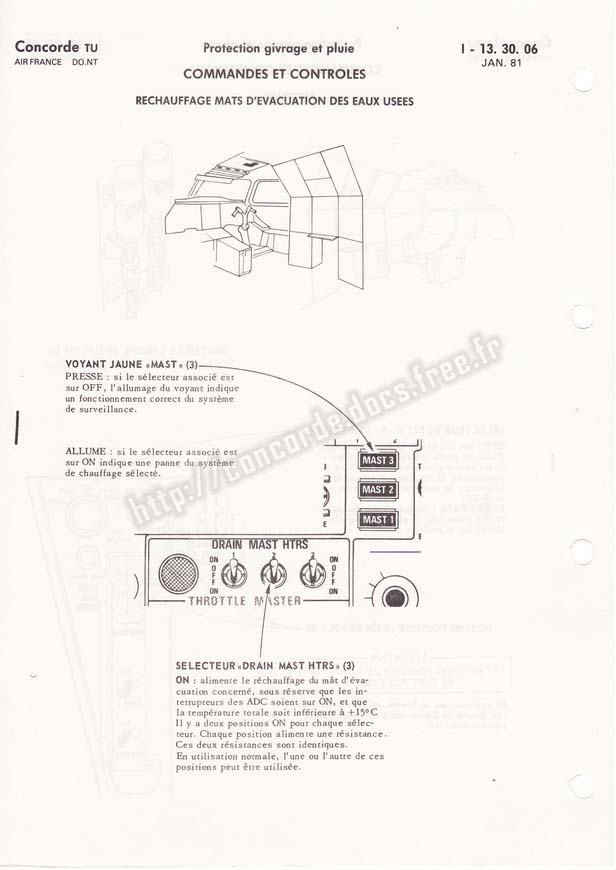 Concorde TU
AIR FRANCE DO.NT
Protection givrage et pluie
I - 13. 30. 06
JAN. 81
COMMANDES ET CONTROLES
RECHAUFFAGE MATS D'EVACUATION DES EAUX USEES
VOYANT JAUNE «MAST» (3)
PRESSE : si le sélecteur associé est
sur OFF, l'allumage du voyant indique
un fonctionnement correct du système
de surveillance.
ALLUME : si le sélecteur associé est
sur ON indique une panne du système
de chauffage sélecté.
http://concorde.docs.free.fr
MAST 3
MAST 2
MAST 1
DRAIN MAST HTRS
1 2 3
ON ON
OFF OFF
ON ON
THROTTLE MASTER
SELECTEUR «DRAIN MAST HTRS» (3)
ON : alimente le réchauffage du mât d'éva-
cuation concerné, sous réserve que les in-
terrupteurs des ADC soient sur ON, et que
la température totale soit inférieure à +15°C
Il y a deux positions ON pour chaque sélec-
teur. Chaque position alimente une résistance.
Ces deux résistances sont identiques.
En utilisation normale, l'une ou l'autre de ces
positions peut être utilisée.